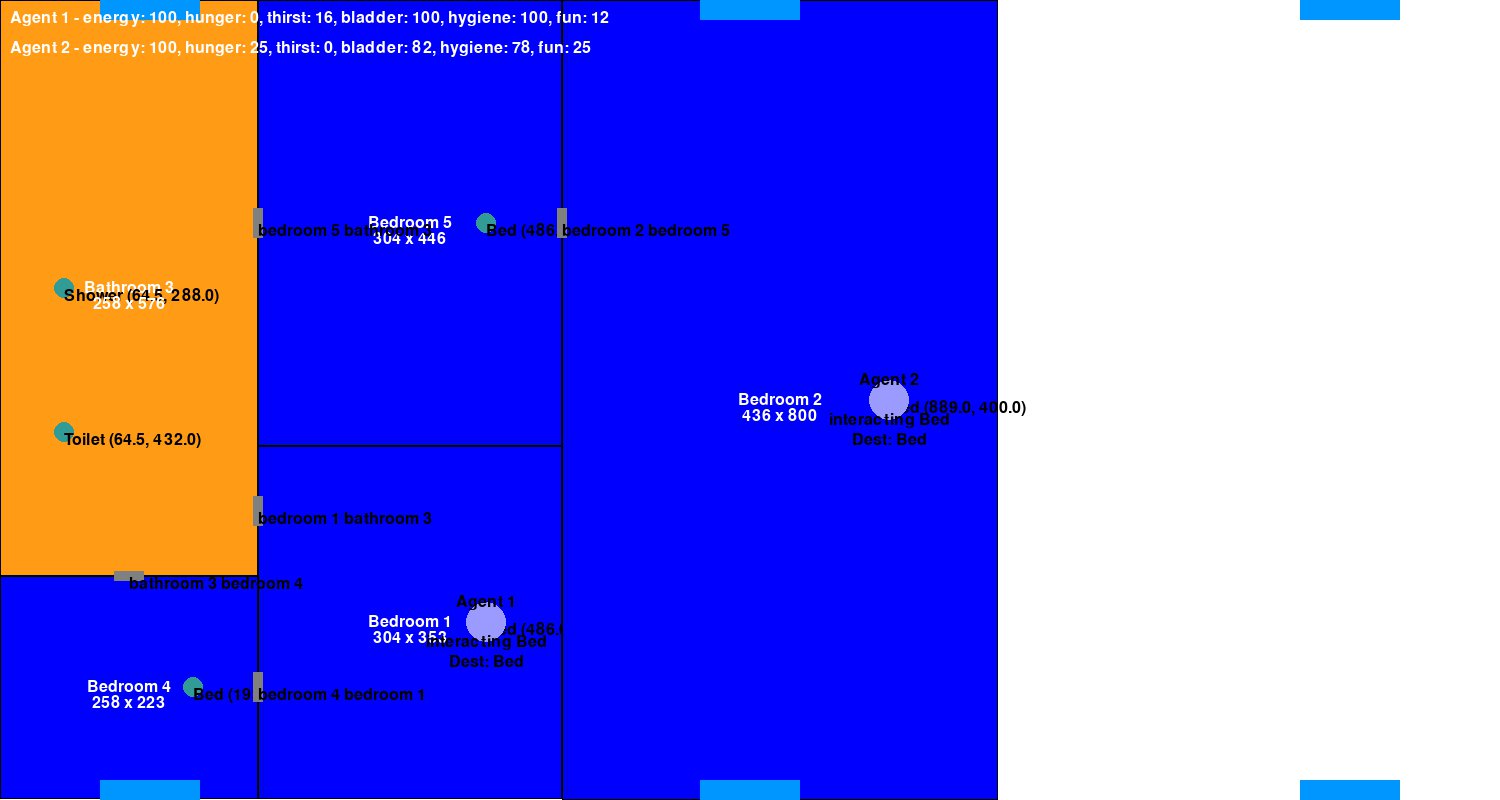 Agent 1 - energy: 100, hunger: 0, thirst: 16, bladder: 100, hygiene: 100, fun: 12
Agent 2 - energy: 100, hunger: 25, thirst: 0, bladder: 82, hygiene: 78, fun: 25
Bedroom 5
304 x 446
bedroom 5 bathroom 3
Bed (486
bedroom 2 bedroom 5
Bathroom 3
258 x 576
Shower (64.5, 288.0)
Agent 2
Bedroom 2
436 x 800
ed (889.0, 400.0)
interacting Bed
Dest: Bed
Toilet (64.5, 432.0)
bedroom 1 bathroom 3
bathroom 3 bedroom 4
Agent 1
Bedroom 1
304 x 353
ed (486.0
interacting Bed
Dest: Bed
Bedroom 4
258 x 223
Bed (19
bedroom 4 bedroom 1